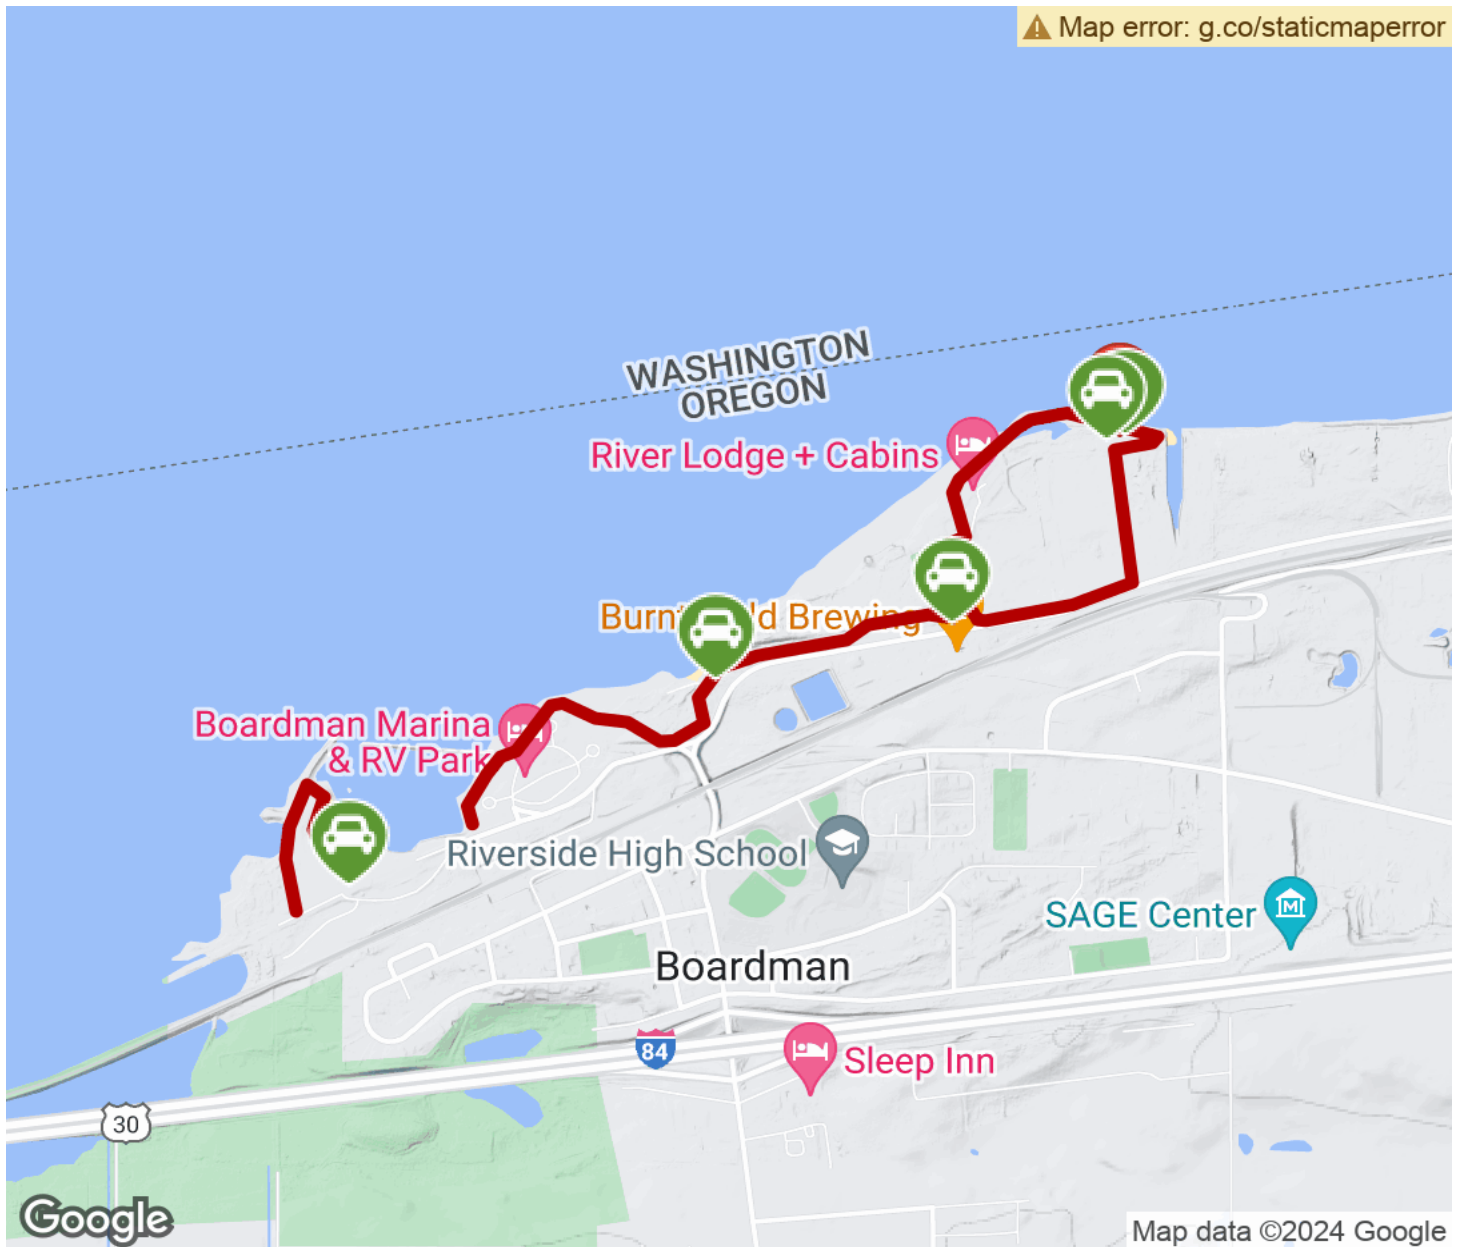 Map error: g.co/staticmaperror
WASHINGTON
OREGON
River Lodge + Cabins
Brewing
Boardman Marina
& RV Park
Riverside High School
SAGE Center
Boardman
84
Sleep Inn
30
Google
Map data ©2024 Google